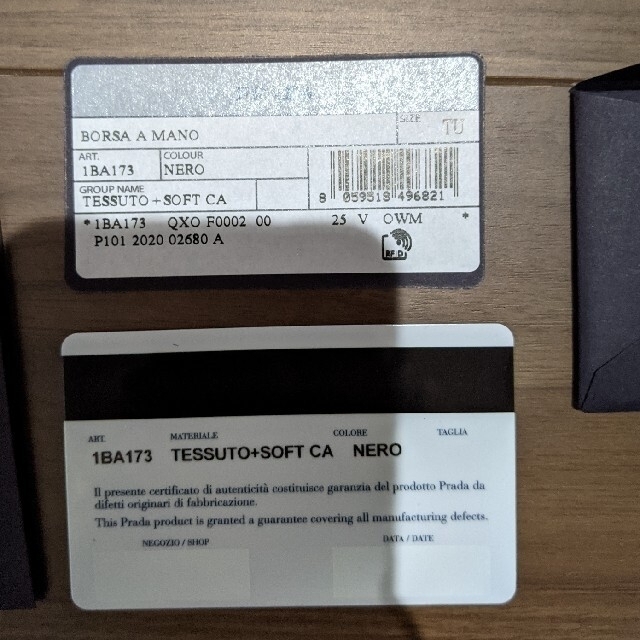 BORSA A MANO
SIZE
TU
ART.
COLOUR
1BA173
NERO
GROUP NAME
TESSUTO+SOFT CA
8 059519 496821
*1BA173 QXO F0002 00 25 V OWM *
P101 2020 02680 A
RFID
ART. MATERIALE COLORE TAGLIA
1BA173 TESSUTO+SOFT CA NERO
Il presente certificato di autenticità costituisce garanzia del prodotto Prada da
difetti originari di fabbricazione.
This Prada product is granted a guarantee covering all manufacturing defects.
NEGOZIO / SHOP DATA / DATE